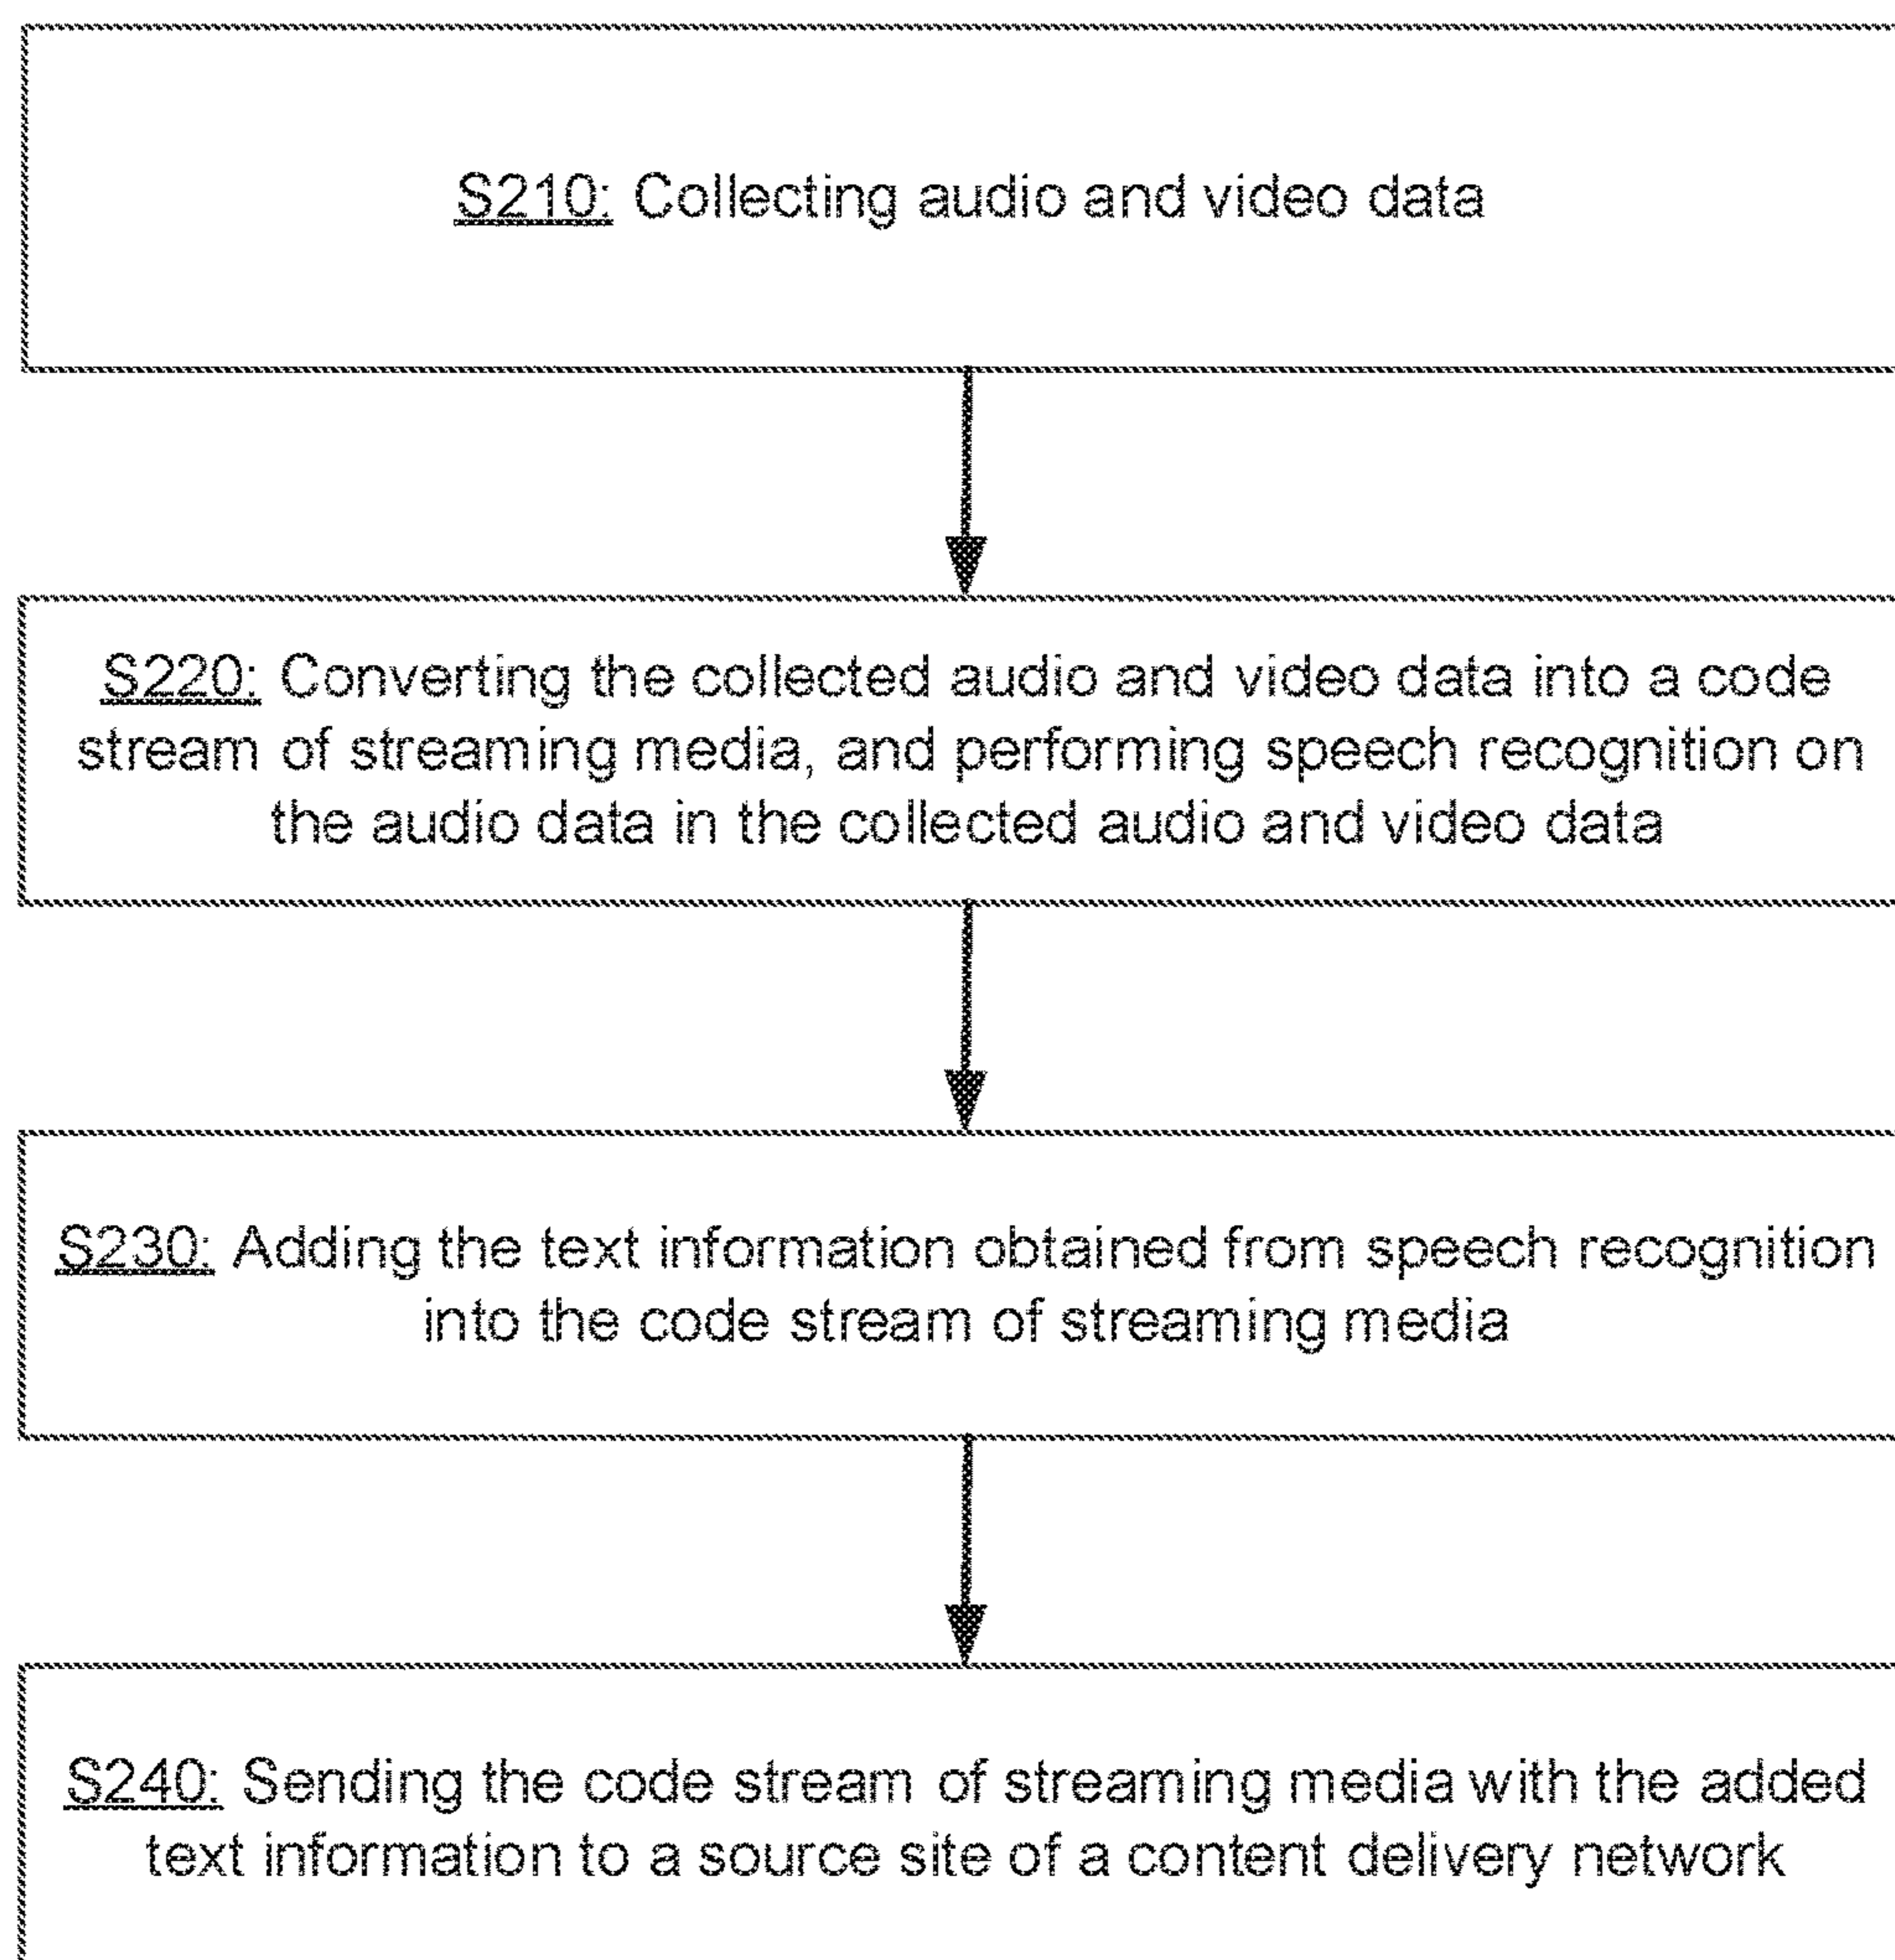 S210: Collecting audio and video data
S220: Converting the collected audio and video data into a code
stream of streaming media, and performing speech recognition on
the audio data in the collected audio and video data
S230: Adding the text information obtained from speech recognition
into the code stream of streaming media
S240: Sending the code stream of streaming media with the added
text information to a source site of a content delivery network